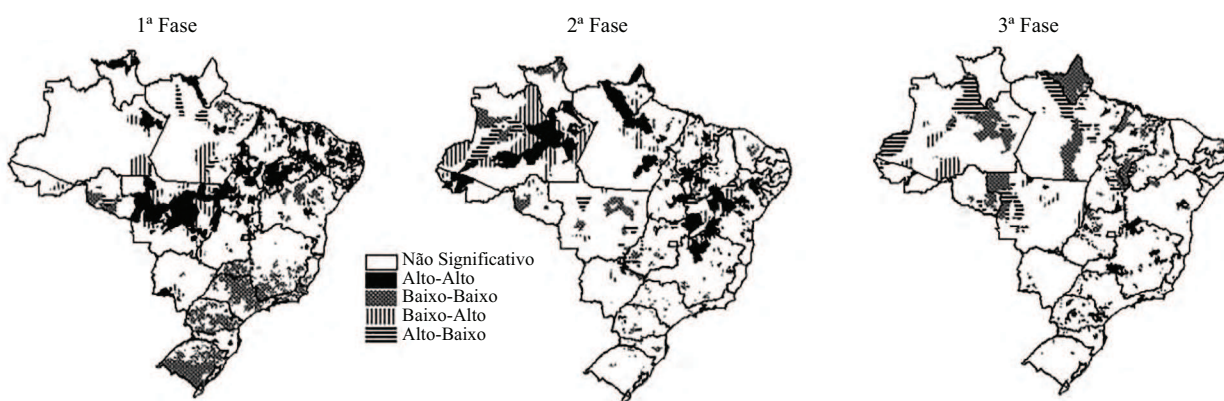 1ª Fase
2ª Fase
3ª Fase
Não Significativo
Alto-Alto
Baixo-Baixo
Baixo-Alto
Alto-Baixo